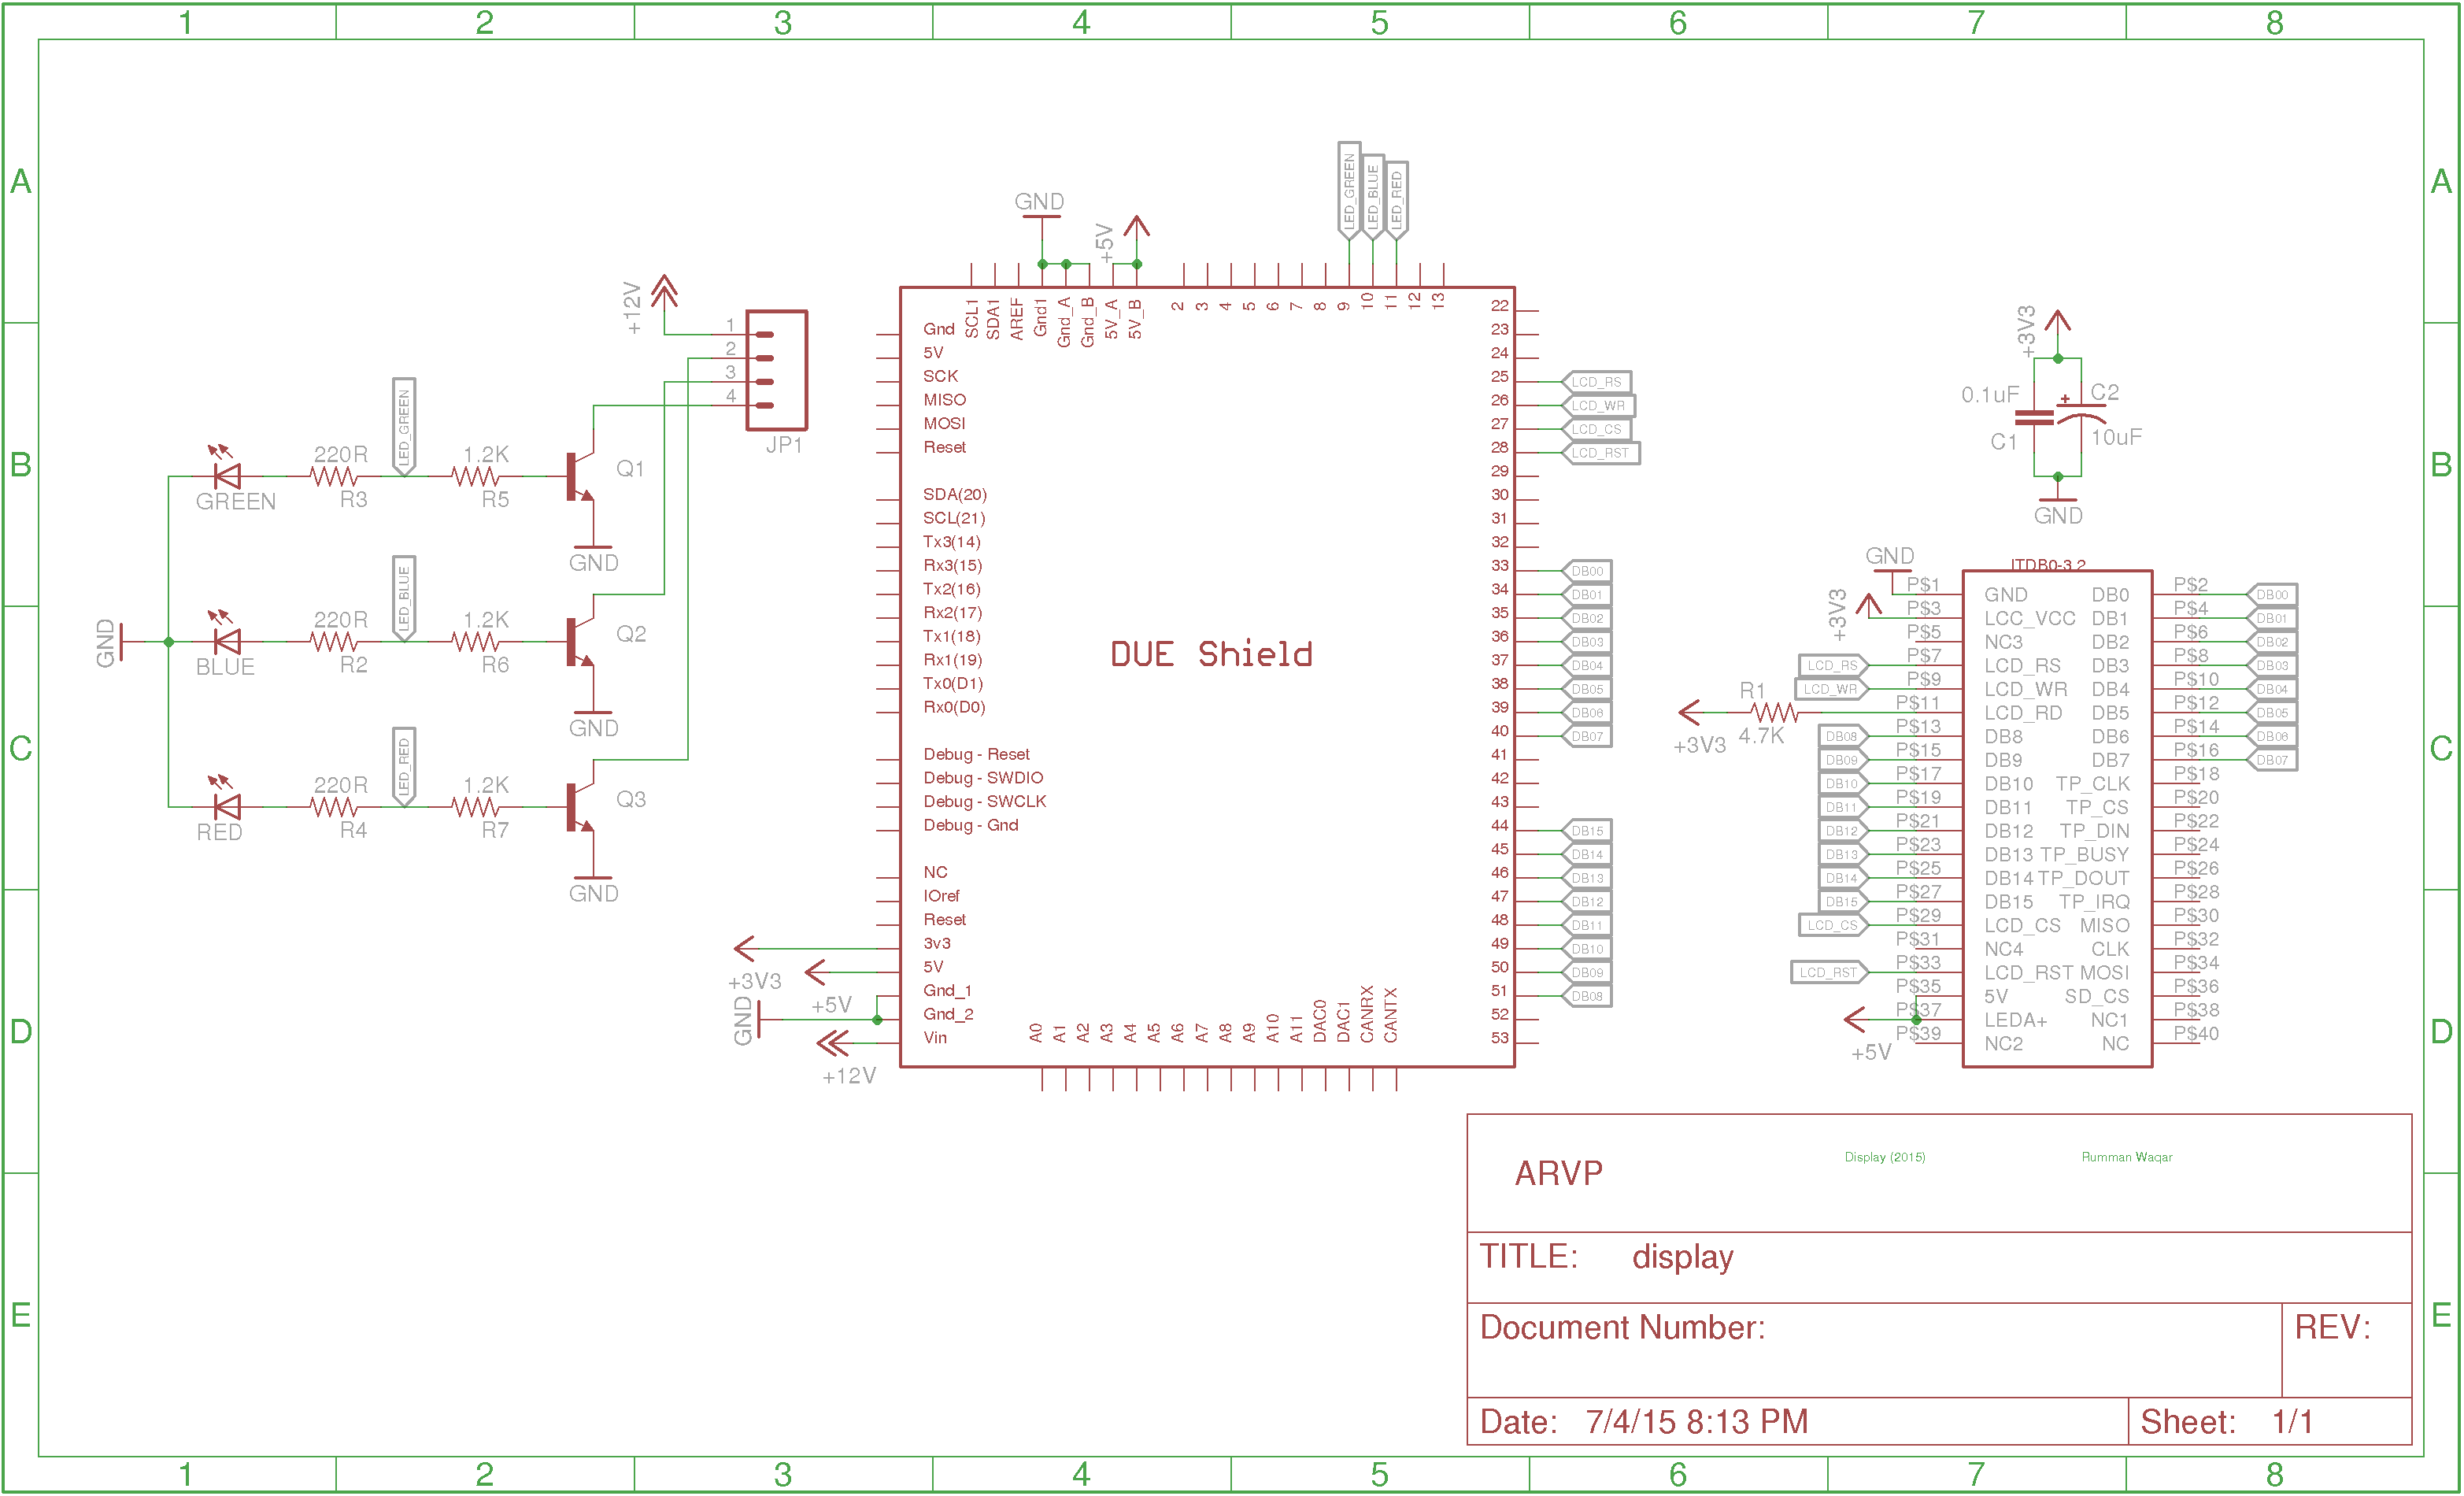 1 2 3 4 5 6 7 8
A A
B B
C C
D D
E E
1 2 3 4 5 6 7 8
+12V
1
2
3
4
JP1
LED_GREEN
220R 1.2K Q1
GREEN R3 R5
GND
LED_BLUE
220R 1.2K Q2
GND
BLUE R2 R6
GND
LED_RED
220R 1.2K Q3
RED R4 R7
GND
GND
+5V
LED_GREEN
LED_BLUE
LED_RED
SCL1
SDA1
AREF
Gnd1
Gnd_A
Gnd_B
5V_A
5V_B
2
3
4
5
6
7
8
9
10
11
12
13
Gnd
5V
SCK
MISO
MOSI
Reset
SDA(20)
SCL(21)
Tx3(14)
Rx3(15)
Tx2(16)
Rx2(17)
Tx1(18)
Rx1(19)
Tx0(D1)
Rx0(D0)
Debug - Reset
Debug - SWDIO
Debug - SWCLK
Debug - Gnd
NC
IOref
Reset
3v3
5V
Gnd_1
Gnd_2
Vin
+3V3
+5V
GND
+12V
DUE Shield
A0
A1
A2
A3
A4
A5
A6
A7
A8
A9
A10
A11
DAC0
DAC1
CANRX
CANTX
22
23
24
25 LCD_RS
26 LCD_WR
27 LCD_CS
28 LCD_RST
29
30
31
32
33 DB00
34 DB01
35 DB02
36 DB03
37 DB04
38 DB05
39 DB06
40 DB07
41
42
43
44 DB15
45 DB14
46 DB13
47 DB12
48 DB11
49 DB10
50 DB09
51 DB08
52
53
+3V3
0.1uF + C2
C1 10uF
GND
GND
+3V3
ITDB0-3.2
P$1 GND DB0 P$2 DB00
P$3 LCC_VCC DB1 P$4 DB01
P$5 NC3 DB2 P$6 DB02
LCD_RS P$7 LCD_RS DB3 P$8 DB03
LCD_WR P$9 LCD_WR DB4 P$10 DB04
R1 P$11 LCD_RD DB5 P$12 DB05
+3V3 4.7K
DB08 P$13 DB8 DB6 P$14 DB06
DB09 P$15 DB9 DB7 P$16 DB07
DB10 P$17 DB10 TP_CLK P$18
DB11 P$19 DB11 TP_CS P$20
DB12 P$21 DB12 TP_DIN P$22
DB13 P$23 DB13 TP_BUSY P$24
DB14 P$25 DB14 TP_DOUT P$26
DB15 P$27 DB15 TP_IRQ P$28
LCD_CS P$29 LCD_CS MISO P$30
P$31 NC4 CLK P$32
LCD_RST P$33 LCD_RST MOSI P$34
P$35 5V SD_CS P$36
P$37 LEDA+ NC1 P$38
P$39 NC2 NC P$40
+5V
ARVP Display (2015) Rumman Waqar
TITLE: display
Document Number: REV:
Date: 7/4/15 8:13 PM Sheet: 1/1